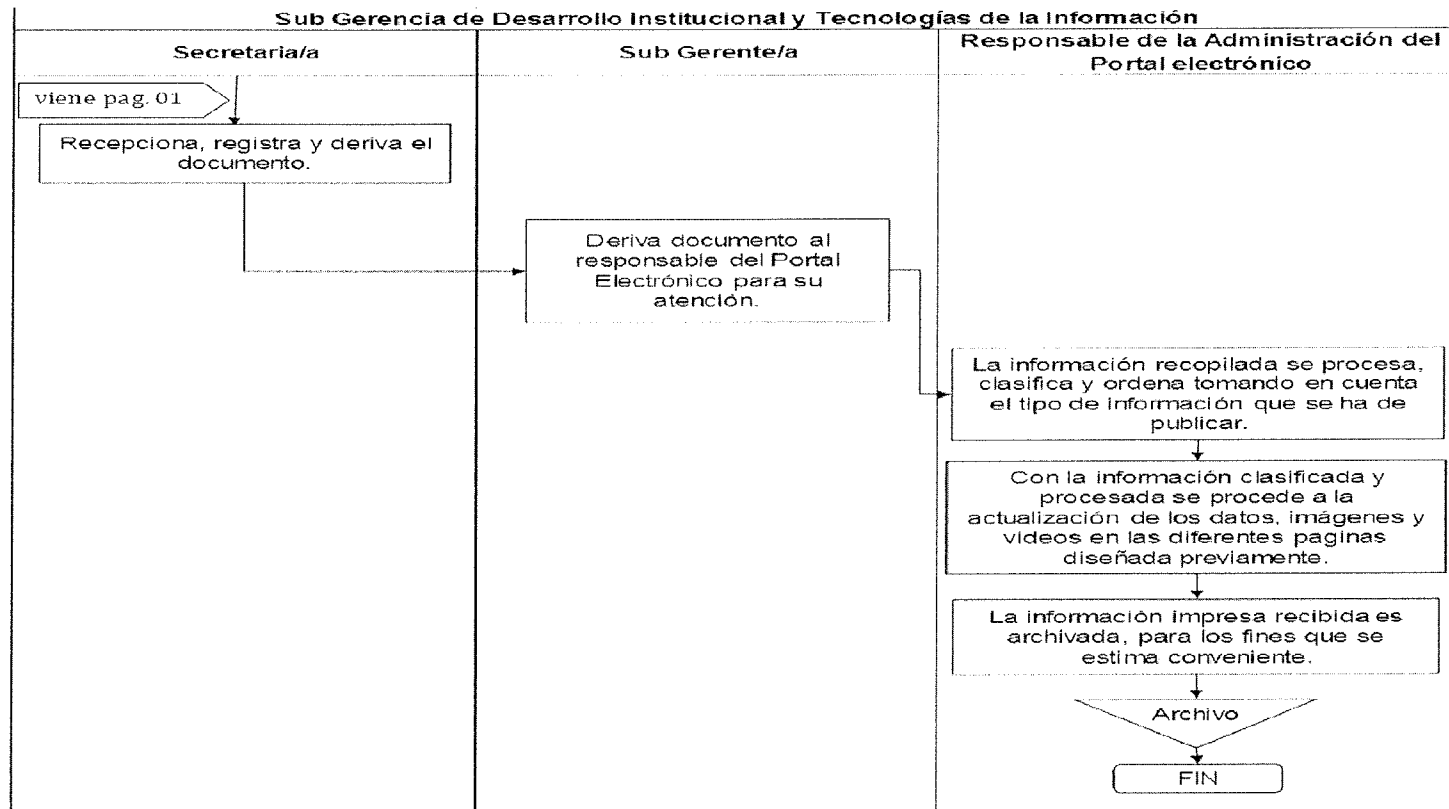 Sub Gerencia de Desarrollo Institucional y Tecnologías de la Información
Secretaria/a
Sub Gerente/a
Responsable de la Administración del
Portal electrónico
viene pag. 01
Recepciona, registra y deriva el
documento.
Deriva documento al
responsable del Portal
Electrónico para su
atención.
La información recopilada se procesa,
clasifica y ordena tomando en cuenta
el tipo de información que se ha de
publicar.
Con la información clasificada y
procesada se procede a la
actualización de los datos, imágenes y
videos en las diferentes paginas
diseñada previamente.
La información impresa recibida es
archivada, para los fines que se
estima conveniente.
Archivo
FIN